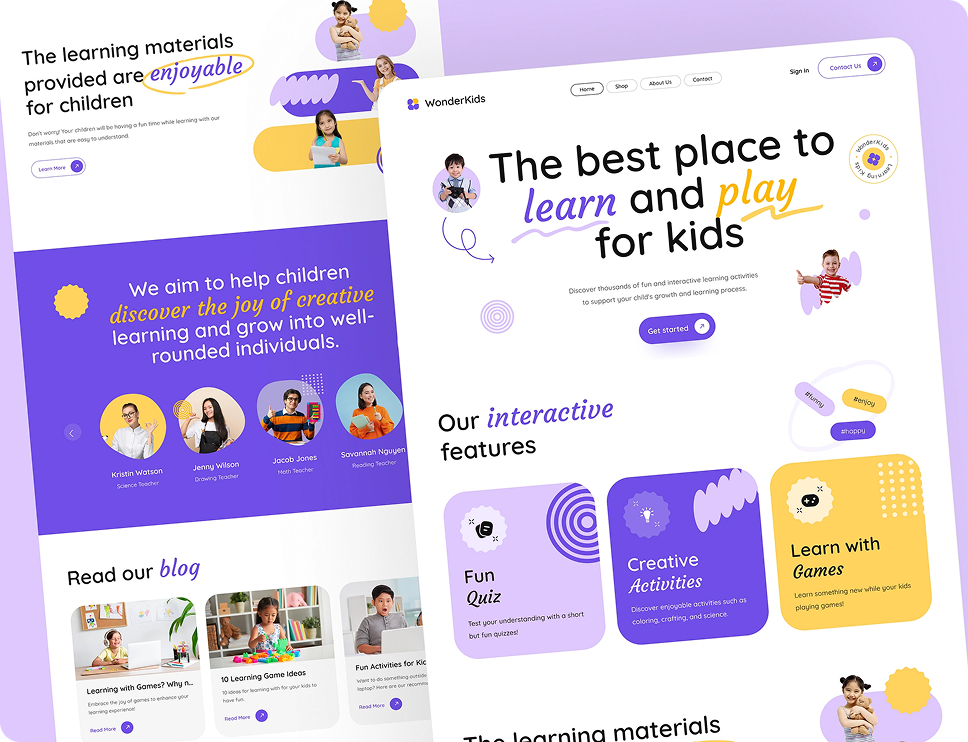 The learning materials
provided are enjoyable
for children
Don't worry! Your children will be having a fun time while learning with our
materials that are easy to understand.
Learn More
We aim to help children
discover the joy of creative
learning and grow into well-
rounded individuals.
Kristin Watson
Science Teacher
Jenny Wilson
Drawing Teacher
Jacob Jones
Math Teacher
Savannah Nguyen
Reading Teacher
Read our blog
Learning with Games? Why n...
Embrace the joy of games to enhance your
learning experience!
Read More
10 Learning Game Ideas
10 ideas for learning with for your kids to
have fun.
Read More
Fun Activities for Kid
Want to do something outside
laptop? Here are our recomm
Read More
WonderKids
Home
Shop
About Us
Contact
Sign In
Contact Us
The best place to
learn and play
for kids
WonderKids
Learning Kids
Discover thousands of fun and interactive learning activities
to support your child's growth and learning process.
Get started
Our interactive
features
#funny
#enjoy
#happy
Fun
Quiz
Test your understanding with a short
but fun quizzes!
Creative
Activities
Discover enjoyable activities such as
coloring, crafting, and science.
Learn with
Games
Learn something new while your kids
playing games!
The learning materials